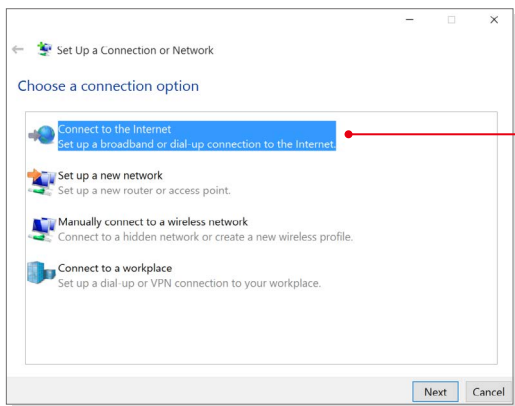 Set Up a Connection or Network
Choose a connection option
Connect to the Internet
Set up a broadband or dial-up connection to the Internet.
Set up a new network
Set up a new router or access point.
Manually connect to a wireless network
Connect to a hidden network or create a new wireless profile.
Connect to a workplace
Set up a dial-up or VPN connection to your workplace.
Next Cancel